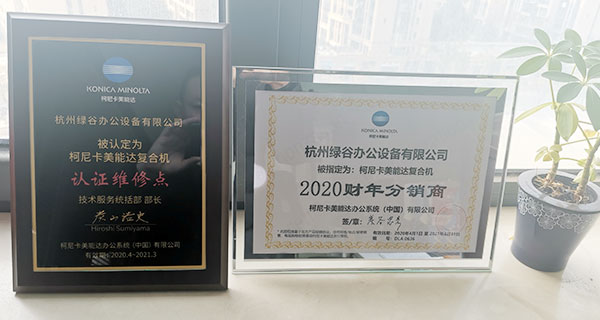 KONICA MINOLTA
柯尼卡美能达
杭州绿谷办公设备有限公司
被认定为
柯尼卡美能达复合机
认证维修点
技术服务统括部 部长
Hiroshi Sumiyama
柯尼卡美能达办公系统（中国）有限公司
有效期：2020.4-2021.3
KONICA MINOLTA
柯尼卡美能达
杭州绿谷办公设备有限公司
被指定为：柯尼卡美能达复合机
2020财年分销商
柯尼卡美能达办公系统（中国）有限公司
签/章：